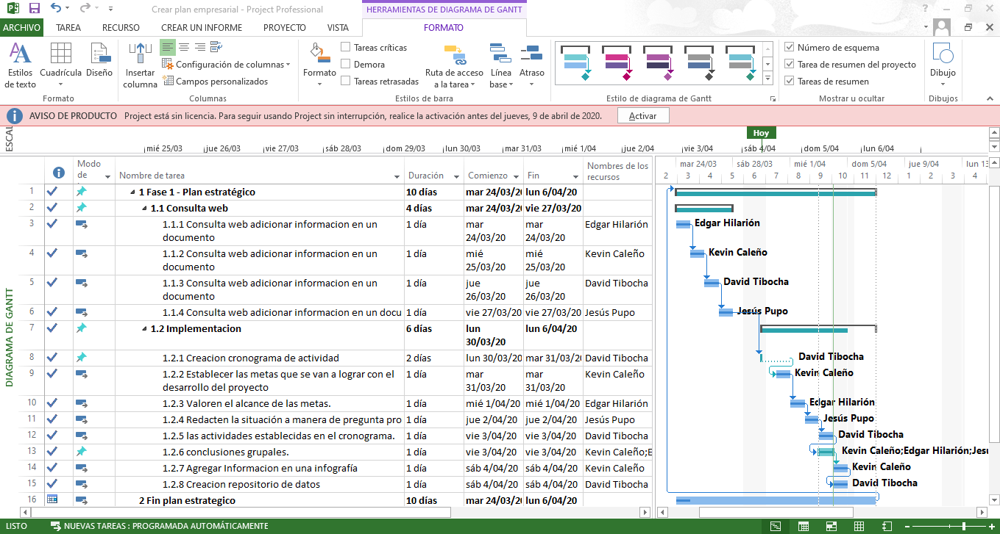 Crear plan empresarial - Project Professional
HERRAMIENTAS DE DIAGRAMA DE GANTT
ARCHIVO TAREA RECURSO CREAR UN INFORME PROYECTO VISTA FORMATO
Estilos de texto
Cuadrícula
Diseño
Formato
Insertar columna
Configuración de columnas
Campos personalizados
Columnas
Formato
Tareas críticas
Demora
Tareas retrasadas
Ruta de acceso a la tarea
Línea base
Atraso
Estilos de barra
Estilo de diagrama de Gantt
Número de esquema
Tarea de resumen del proyecto
Tareas de resumen
Mostrar u ocultar
Dibujo
Dibujos
AVISO DE PRODUCTO Project está sin licencia. Para seguir usando Project sin interrupción, realice la activación antes del jueves, 9 de abril de 2020. Activar
ESCAL
Hoy
mié 25/03 jue 26/03 vie 27/03 sáb 28/03 dom 29/03 lun 30/03 mar 31/03 mié 1/04 jue 2/04 vie 3/04 sáb 4/04 dom 5/04 lun 6/04
DIAGRAMA DE GANTT
Modo de
Nombre de tarea Duración Comienzo Fin Nombres de los recursos
mar 24/03 sáb 28/03 mié 1/04 dom 5/04 jue 9/04 lun 13
2 3 4 5 6 7 8 9 10 11 12 1 2 3 4
1 1 Fase 1 - Plan estratégico 10 días mar 24/03/20 lun 6/04/20
2 1.1 Consulta web 4 días mar 24/03/20 vie 27/03/20
3 1.1.1 Consulta web adicionar informacion en un documento 1 día mar 24/03/20 mar 24/03/20 Edgar Hilarión
4 1.1.2 Consulta web adicionar informacion en un documento 1 día mié 25/03/20 mié 25/03/20 Kevin Caleño
5 1.1.3 Consulta web adicionar informacion en un documento 1 día jue 26/03/20 jue 26/03/20 David Tibocha
6 1.1.4 Consulta web adicionar informacion en un docu 1 día vie 27/03/20 vie 27/03/20 Jesús Pupo
7 1.2 Implementacion 6 días lun 30/03/20 lun 6/04/20
8 1.2.1 Creacion cronograma de actividad 2 días lun 30/03/20 mar 31/03/2 David Tibocha
9 1.2.2 Establecer las metas que se van a lograr con el desarrollo del proyecto 1 día mar 31/03/20 mar 31/03/20 Kevin Caleño
10 1.2.3 Valoren el alcance de las metas. 1 día mié 1/04/20 mié 1/04/20 Edgar Hilarión
11 1.2.4 Redacten la situación a manera de pregunta pro 1 día jue 2/04/20 jue 2/04/20 Jesús Pupo
12 1.2.5 las actividades establecidas en el cronograma. 1 día vie 3/04/20 vie 3/04/20 David Tibocha
13 1.2.6 conclusiones grupales. 1 día vie 3/04/20 vie 3/04/20 Kevin Caleño;E
14 1.2.7 Agregar Informacion en una infografía 1 día sáb 4/04/20 sáb 4/04/20 Kevin Caleño
15 1.2.8 Creacion repositorio de datos 1 día sáb 4/04/20 sáb 4/04/20 David Tibocha
16 2 Fin plan estrategico 10 días mar 24/03/20 lun 6/04/20
Edgar Hilarión
Kevin Caleño
David Tibocha
Jesús Pupo
David Tibocha
Kevin Caleño
Edgar Hilarión
Jesús Pupo
David Tibocha
Kevin Caleño;Edgar Hilarión;Jesu
Kevin Caleño
David Tibocha
LISTO NUEVAS TAREAS : PROGRAMADA AUTOMÁTICAMENTE